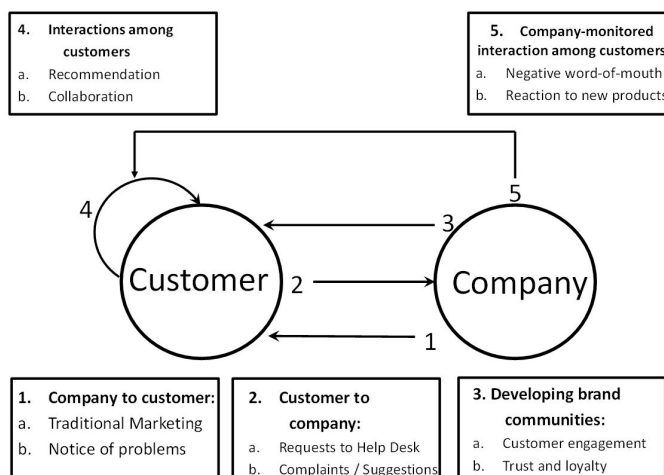 4. Interactions among
customers
a. Recommendation
b. Collaboration
5. Company-monitored
interaction among customers
a. Negative word-of-mouth
b. Reaction to new products
5
4
3
Customer
2
Company
1
1. Company to customer:
a. Traditional Marketing
b. Notice of problems
2. Customer to
company:
a. Requests to Help Desk
b. Complaints / Suggestions
3. Developing brand
communities:
a. Customer engagement
b. Trust and loyalty